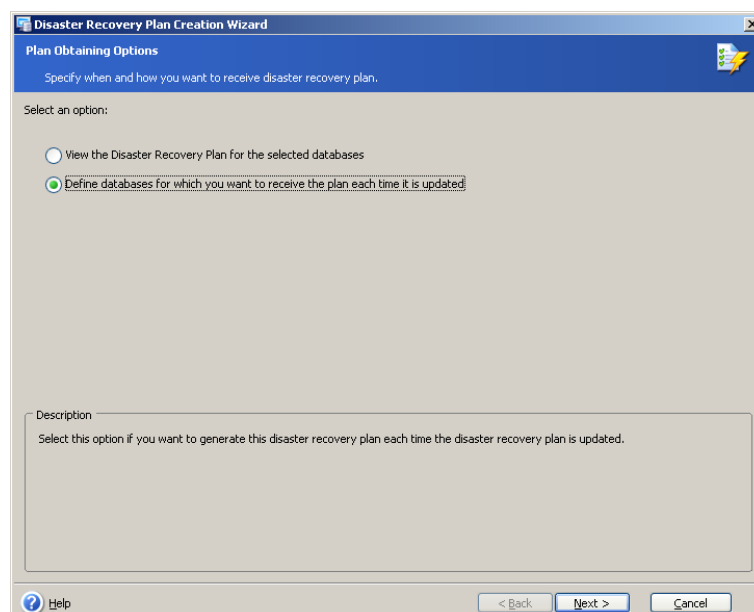 Disaster Recovery Plan Creation Wizard
Plan Obtaining Options
Specify when and how you want to receive disaster recovery plan.
Select an option:
View the Disaster Recovery Plan for the selected databases
Define databases for which you want to receive the plan each time it is updated
Description
Select this option if you want to generate this disaster recovery plan each time the disaster recovery plan is updated.
Help
< Back
Next >
Cancel